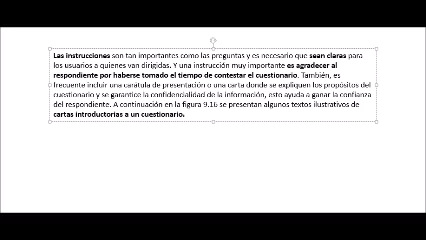 Las instrucciones son tan importantes como las preguntas y es necesario que sean claras para
los usuarios a quienes van dirigidas. Y una instrucción muy importante es agradecer al
respondiente por haberse tomado el tiempo de contestar el cuestionario. También, es
frecuente incluir una carátula de presentación o una carta donde se expliquen los propósitos del
cuestionario y se garantice la confidencialidad de la información, esto ayuda a ganar la confianza
del respondiente. A continuación en la figura 9.16 se presentan algunos textos ilustrativos de
cartas introductorias a un cuestionario.